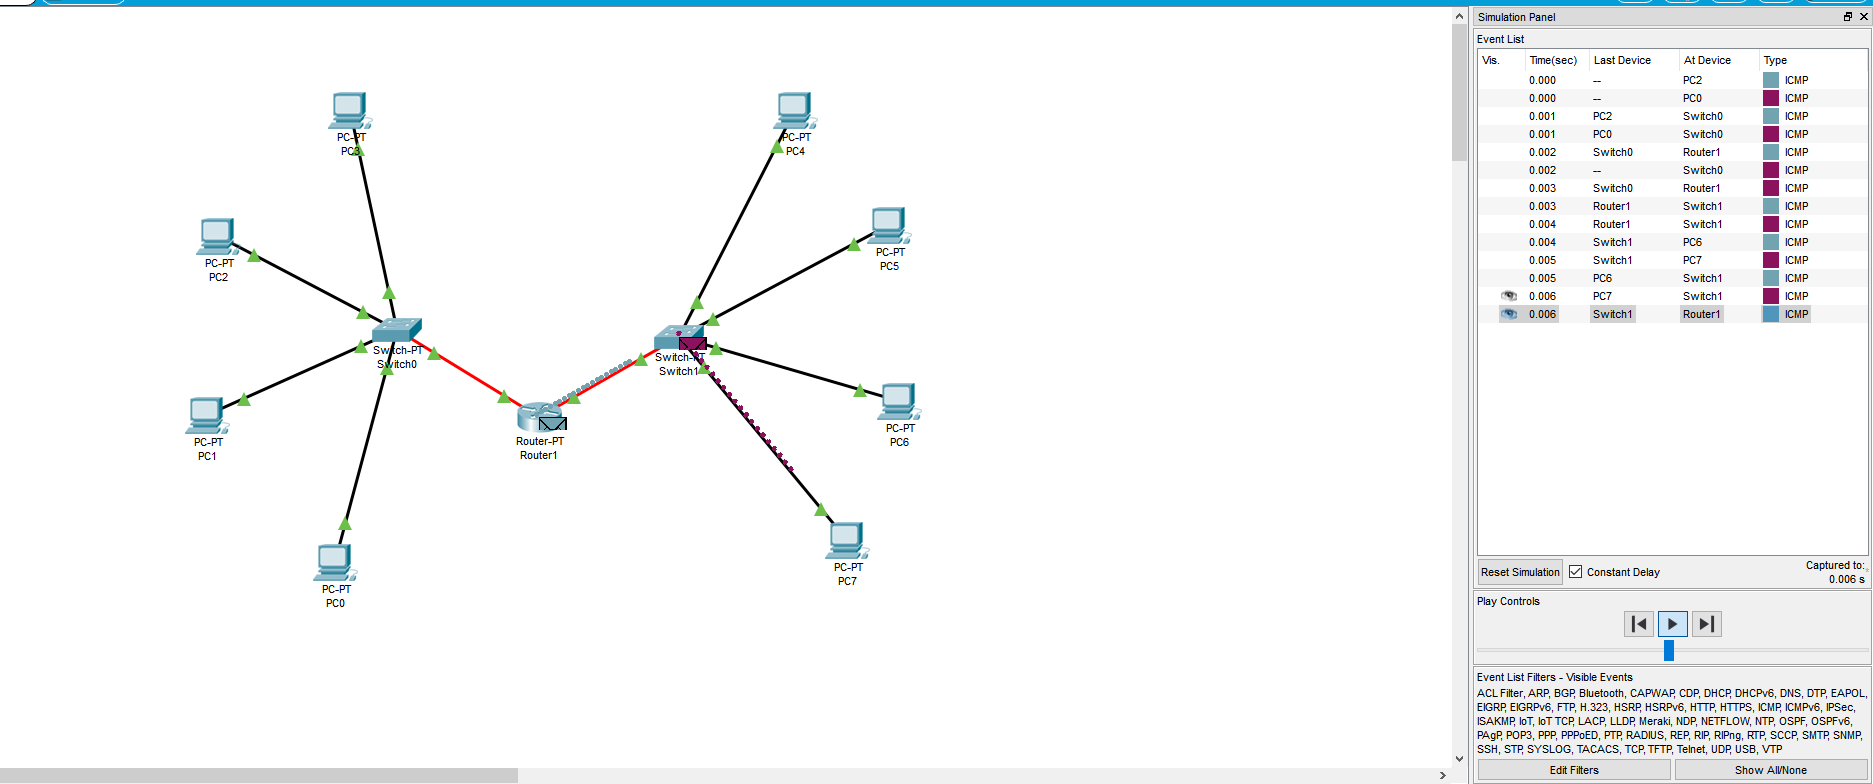 PC-PT
PC3
PC-PT
PC4
PC-PT
PC2
PC-PT
PC5
Switch-PT
Switch0
Switch-PT
Switch1
PC-PT
PC1
Router-PT
Router1
PC-PT
PC6
PC-PT
PC0
PC-PT
PC7
Simulation Panel
Event List
Vis. Time(sec) Last Device At Device Type
0.000 -- PC2 ICMP
0.000 -- PC0 ICMP
0.001 PC2 Switch0 ICMP
0.001 PC0 Switch0 ICMP
0.002 Switch0 Router1 ICMP
0.002 -- Switch0 ICMP
0.003 Switch0 Router1 ICMP
0.003 Router1 Switch1 ICMP
0.004 Router1 Switch1 ICMP
0.004 Switch1 PC6 ICMP
0.005 Switch1 PC7 ICMP
0.005 PC6 Switch1 ICMP
0.006 PC7 Switch1 ICMP
0.006 Switch1 Router1 ICMP
Reset Simulation Constant Delay Captured to:
0.006 s
Play Controls
Event List Filters - Visible Events
ACL Filter, ARP, BGP, Bluetooth, CAPWAP, CDP, DHCP, DHCPv6, DNS, DTP, EAPOL,
EIGRP, EIGRPv6, FTP, H.323, HSRP, HSRPv6, HTTP, HTTPS, ICMP, ICMPv6, IPSec,
ISAKMP, IoT, IoT TCP, LACP, LLDP, Meraki, NDP, NETFLOW, NTP, OSPF, OSPFv6,
PAgP, POP3, PPP, PPPoED, PTP, RADIUS, REP, RIP, RIPng, RTP, SCCP, SMTP, SNMP,
SSH, STP, SYSLOG, TACACS, TCP, TFTP, Telnet, UDP, USB, VTP
Edit Filters Show All/None